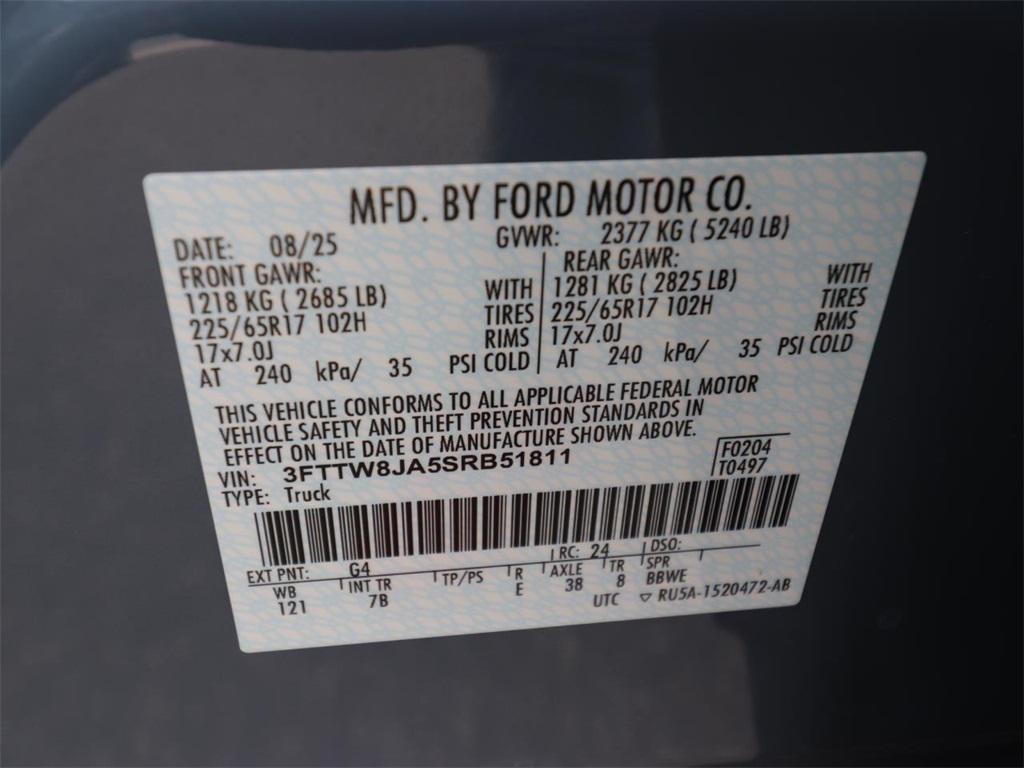 MFD. BY FORD MOTOR CO.
DATE: 08/25 GVWR: 2377 KG ( 5240 LB)
FRONT GAWR: REAR GAWR:
1218 KG ( 2685 LB) WITH 1281 KG ( 2825 LB) WITH
225/65R17 102H TIRES 225/65R17 102H TIRES
17x7.0J RIMS 17x7.0J RIMS
AT 240 kPa/ 35 PSI COLD AT 240 kPa/ 35 PSI COLD
THIS VEHICLE CONFORMS TO ALL APPLICABLE FEDERAL MOTOR
VEHICLE SAFETY AND THEFT PREVENTION STANDARDS IN
EFFECT ON THE DATE OF MANUFACTURE SHOWN ABOVE.
VIN: 3FTTW8JA5SRB51811 F0204
TYPE: Truck T0497
EXT PNT: G4 RC: 24 DSO:
WB INT TR TP/PS R AXLE TR SPR
121 7B E 38 8 BBWE
UTC ▽ RU5A-1520472-AB